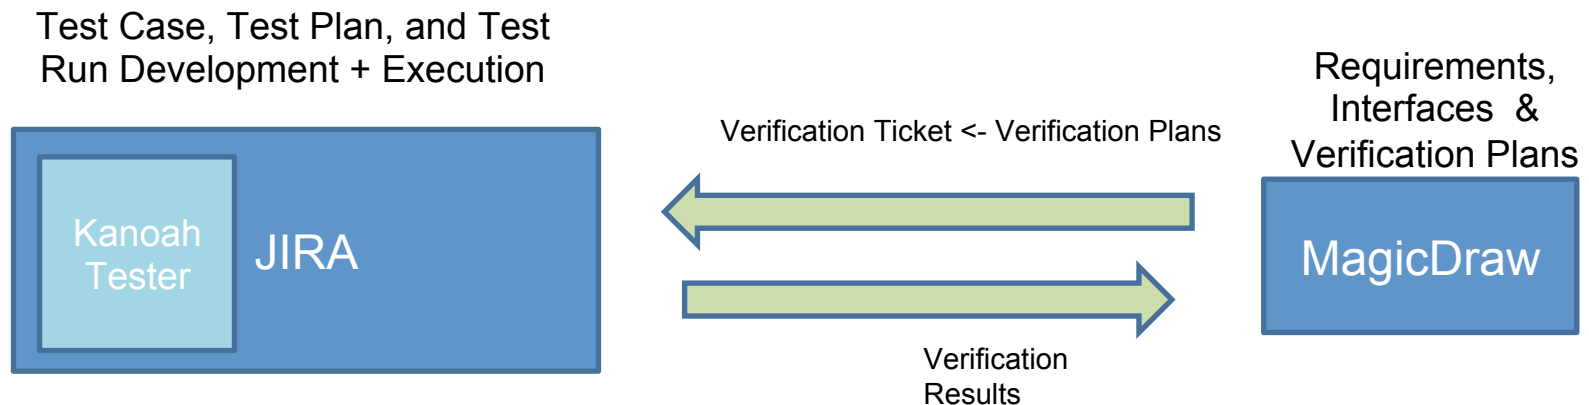 Test Case, Test Plan, and Test
Run Development + Execution
Kanoah
Tester
JIRA
Verification Ticket <- Verification Plans
Verification
Results
Requirements,
Interfaces &
Verification Plans
MagicDraw